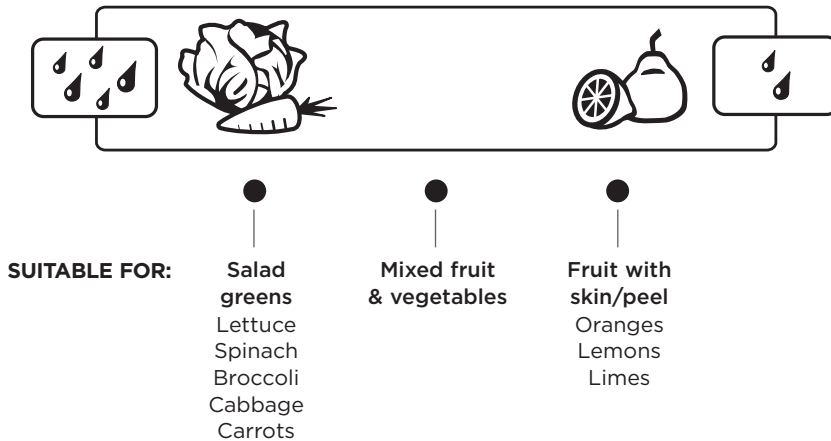 SUITABLE FOR:
Salad
greens
Lettuce
Spinach
Broccoli
Cabbage
Carrots
Mixed fruit
& vegetables
Fruit with
skin/peel
Oranges
Lemons
Limes